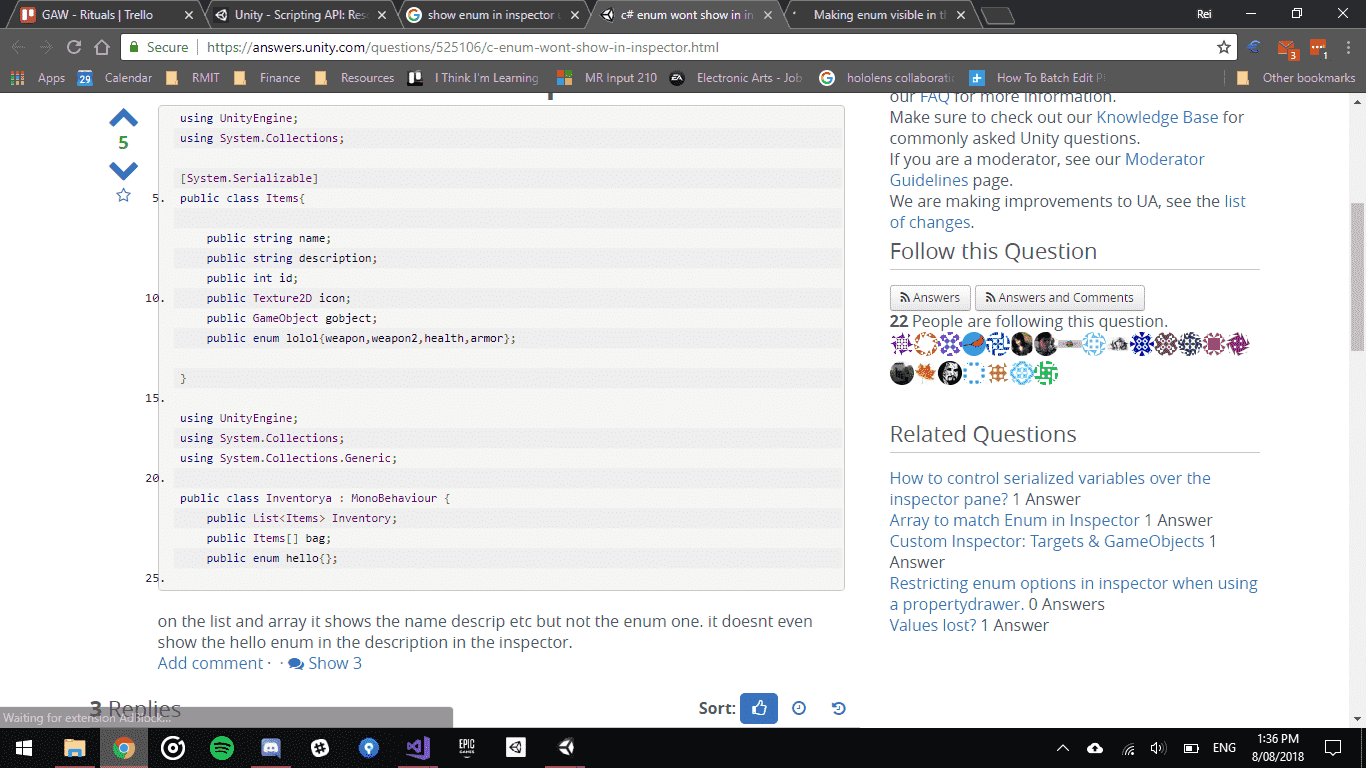 GAW - Rituals | Trello
Unity - Scripting API: Res
show enum in inspector
c# enum wont show in in
Making enum visible in t
Rei
Secure
https://answers.unity.com/questions/525106/c-enum-wont-show-in-inspector.html
3
1
Apps
29
Calendar
RMIT
Finance
Resources
I Think I'm Learning
MR Input 210
EA
Electronic Arts - Job
hololens collaborati
How To Batch Edit P
Other bookmarks
5
using UnityEngine;
using System.Collections;
[System.Serializable]
5. public class Items{
public string name;
public string description;
public int id;
10. public Texture2D icon;
public GameObject gobject;
public enum lolol{weapon,weapon2,health,armor};
}
15.
using UnityEngine;
using System.Collections;
using System.Collections.Generic;
20.
public class Inventorya : MonoBehaviour {
public List<Items> Inventory;
public Items[] bag;
public enum hello{};
25.
on the list and array it shows the name descrip etc but not the enum one. it doesnt even
show the hello enum in the description in the inspector.
Add comment · · Show 3
3 Replies
Sort:
Waiting for extension AdBlock...
our FAQ for more information.
Make sure to check out our Knowledge Base for
commonly asked Unity questions.
If you are a moderator, see our Moderator
Guidelines page.
We are making improvements to UA, see the list
of changes.
Follow this Question
Answers
Answers and Comments
22 People are following this question.
Related Questions
How to control serialized variables over the
inspector pane? 1 Answer
Array to match Enum in Inspector 1 Answer
Custom Inspector: Targets & GameObjects 1
Answer
Restricting enum options in inspector when using
a propertydrawer. 0 Answers
Values lost? 1 Answer
EPIC
GAMES
ENG
1:36 PM
8/08/2018